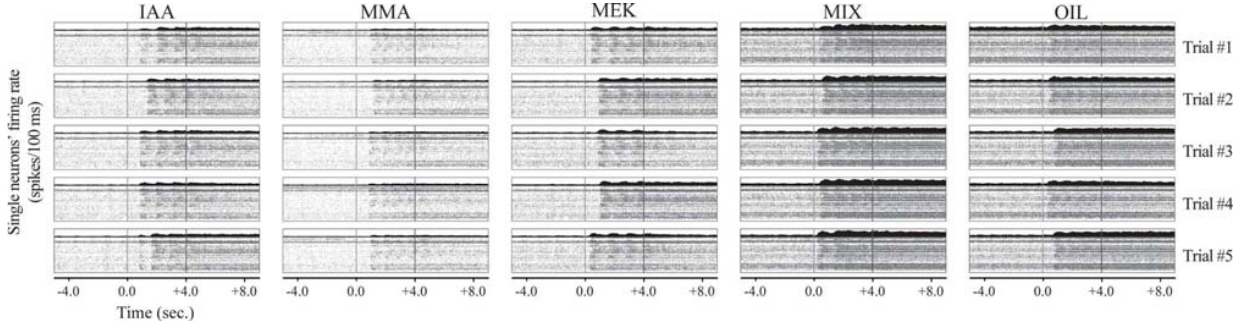 IAA MMA MEK MIX OIL
Single neurons' firing rate
(spikes/100 ms)
Trial #1
Trial #2
Trial #3
Trial #4
Trial #5
-4.0 0.0 +4.0 +8.0 -4.0 0.0 +4.0 +8.0 -4.0 0.0 +4.0 +8.0 -4.0 0.0 +4.0 +8.0 -4.0 0.0 +4.0 +8.0
Time (sec.)